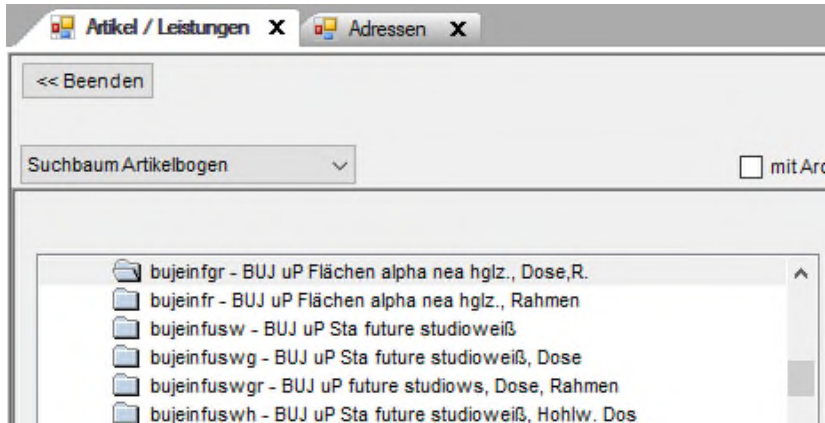 Artikel / Leistungen X Adressen X
<< Beenden
Suchbaum Artikelbogen mit Arc
bujeinfgr - BUJ uP Flächen alpha nea hglz., Dose,R.
bujeinfr - BUJ uP Flächen alpha nea hglz., Rahmen
bujeinfusw - BUJ uP Sta future studioweiß
bujeinfuswg - BUJ uP Sta future studioweiß, Dose
bujeinfuswgr - BUJ uP future studiows, Dose, Rahmen
bujeinfuswh - BUJ uP Sta future studioweiß, Hohlw. Dos